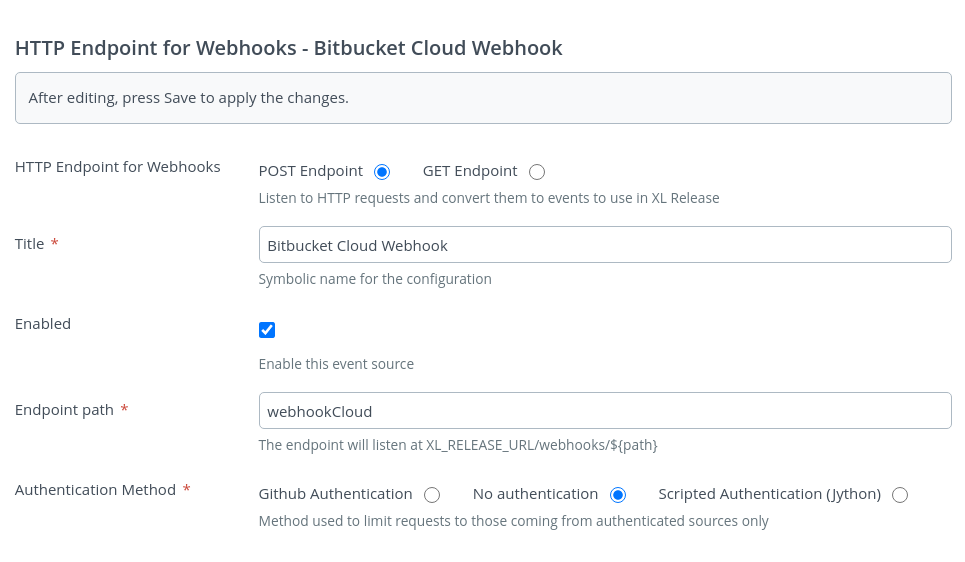 HTTP Endpoint for Webhooks - Bitbucket Cloud Webhook
After editing, press Save to apply the changes.
HTTP Endpoint for Webhooks
POST Endpoint GET Endpoint
Listen to HTTP requests and convert them to events to use in XL Release
Title *
Bitbucket Cloud Webhook
Symbolic name for the configuration
Enabled
Enable this event source
Endpoint path *
webhookCloud
The endpoint will listen at XL_RELEASE_URL/webhooks/${path}
Authentication Method *
Github Authentication No authentication Scripted Authentication (Jython)
Method used to limit requests to those coming from authenticated sources only